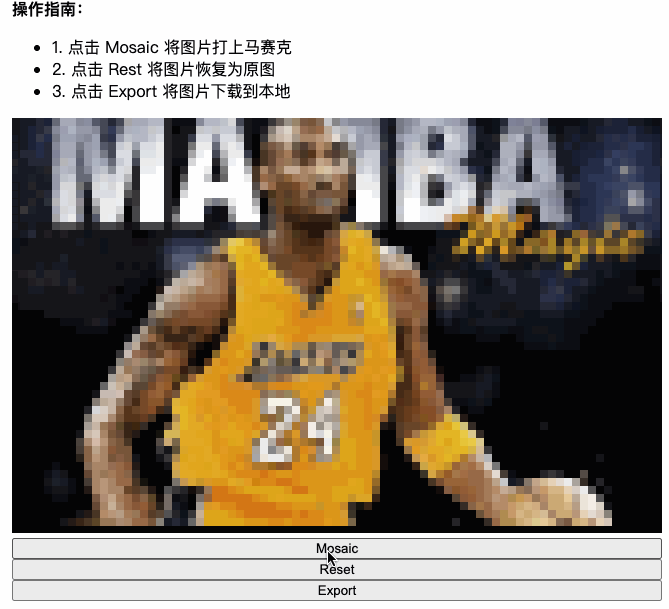 操作指南：
1. 点击 Mosaic 将图片打上马赛克
2. 点击 Rest 将图片恢复为原图
3. 点击 Export 将图片下载到本地
MAMBA
Magic
24
Mosaic
Reset
Export